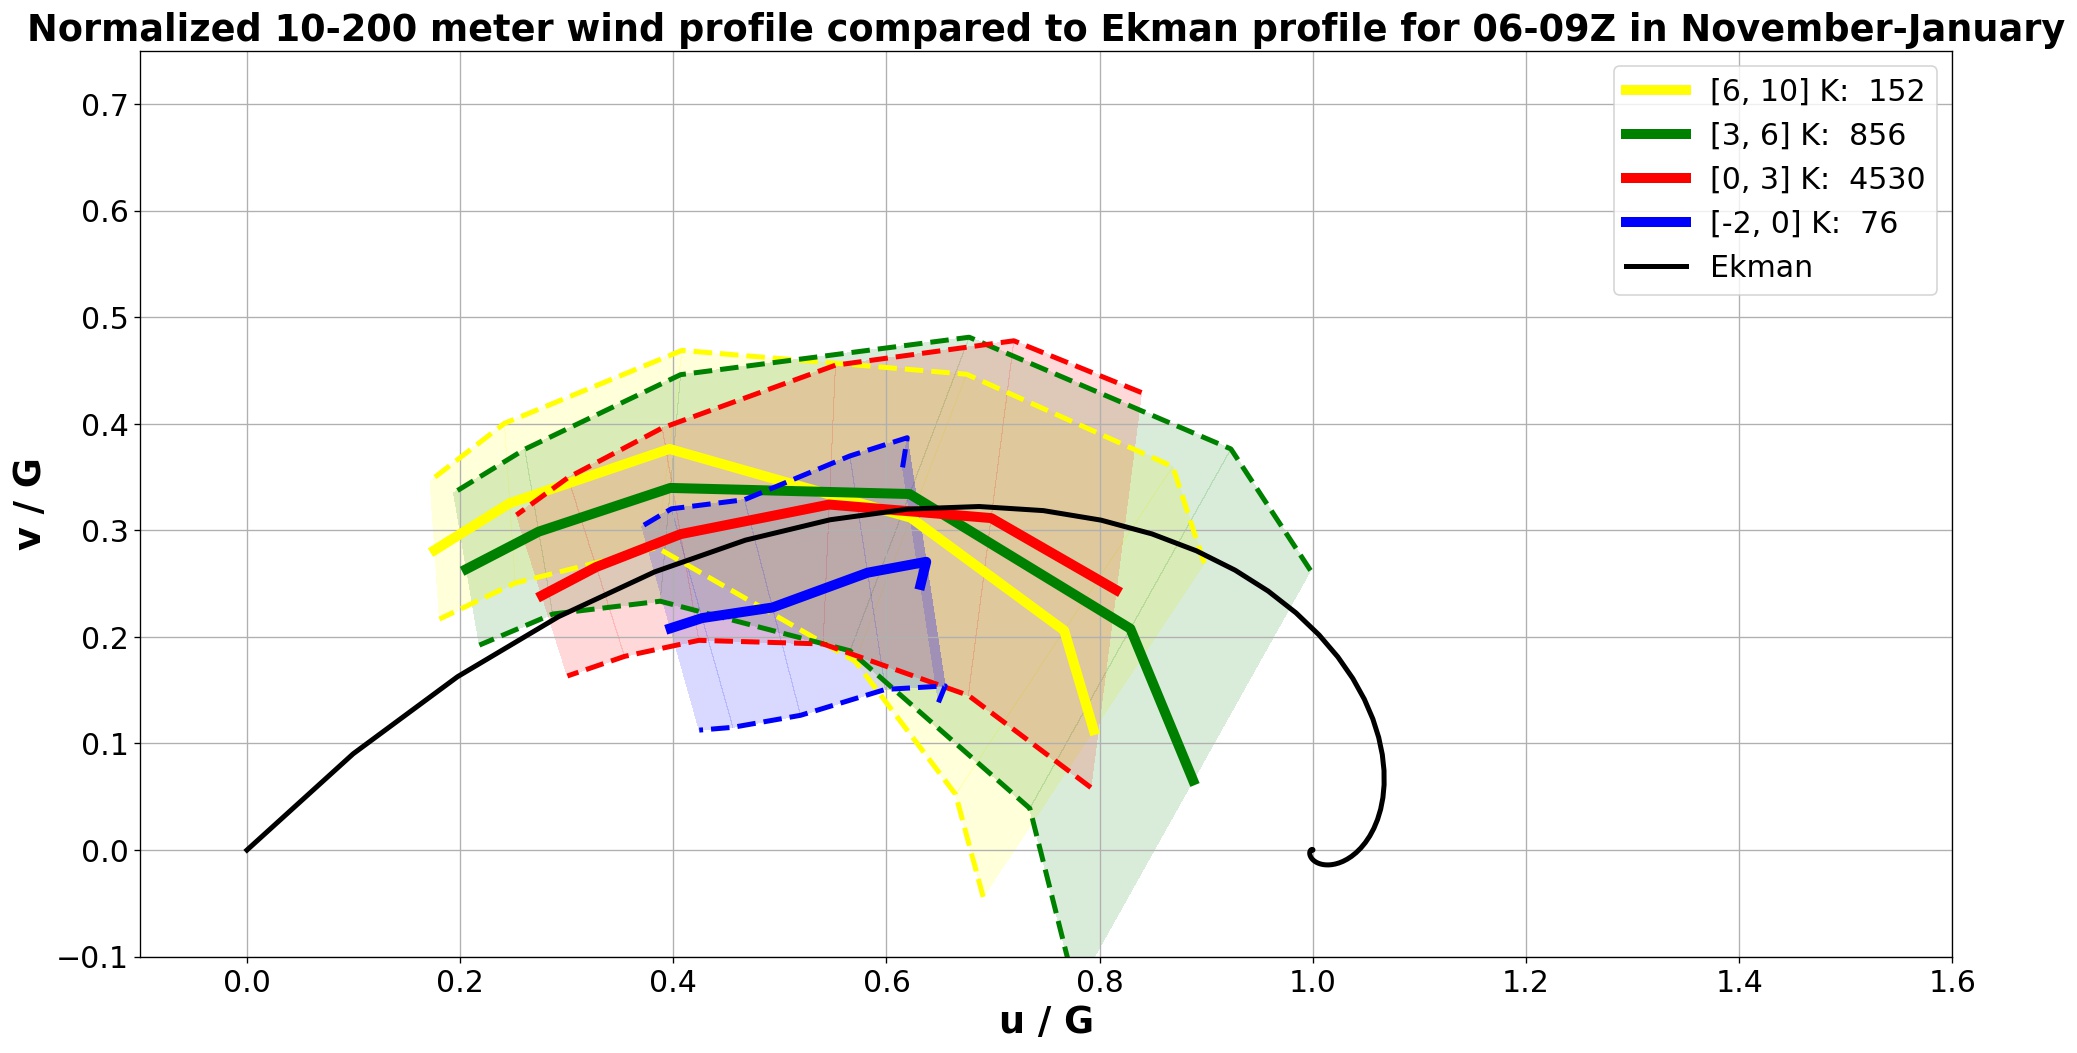 Normalized 10-200 meter wind profile compared to Ekman profile for 06-09Z in November-January
[6, 10] K:  152
[3, 6] K:  856
[0, 3] K:  4530
[-2, 0] K:  76
Ekman
0.7
0.6
0.5
0.4
0.3
0.2
0.1
0.0
−0.1
v / G
0.0 0.2 0.4 0.6 0.8 1.0 1.2 1.4 1.6
u / G